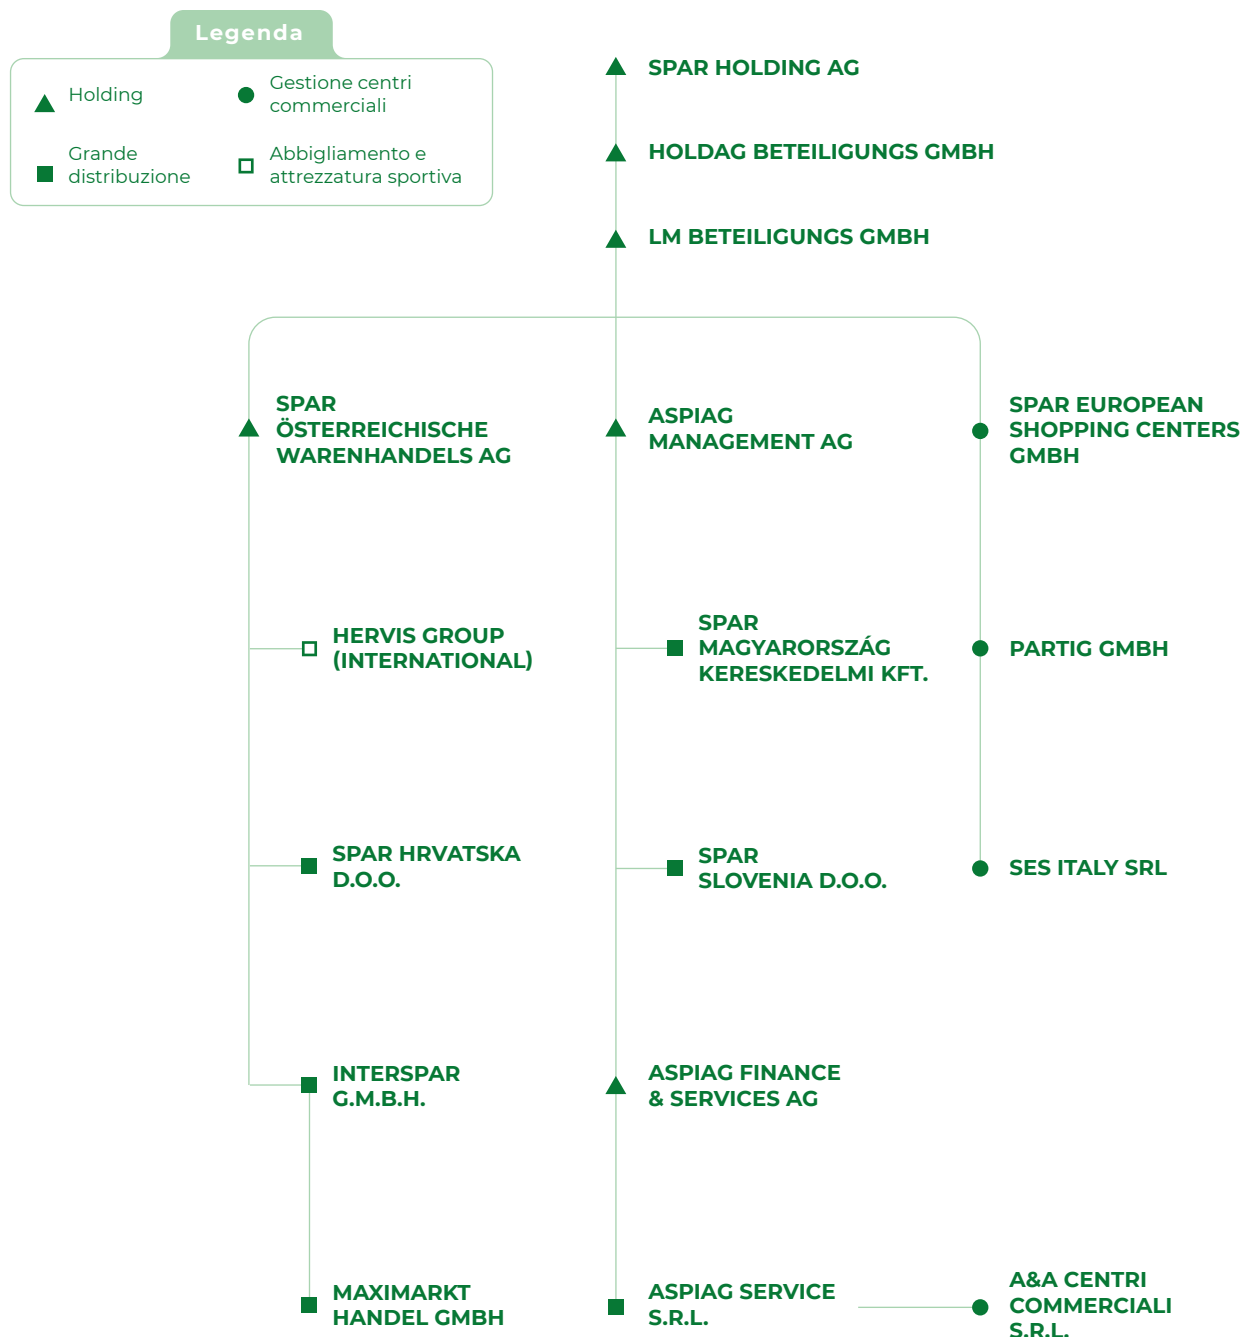 Legenda
Holding
Gestione centri
commerciali
Grande
distribuzione
Abbigliamento e
attrezzatura sportiva
SPAR HOLDING AG
HOLDAG BETEILIGUNGS GMBH
LM BETEILIGUNGS GMBH
SPAR
ÖSTERREICHISCHE
WARENHANDELS AG
ASPIAG
MANAGEMENT AG
SPAR EUROPEAN
SHOPPING CENTERS
GMBH
HERVIS GROUP
(INTERNATIONAL)
SPAR
MAGYARORSZÁG
KERESKEDELMI KFT.
PARTIG GMBH
SPAR HRVATSKA
D.O.O.
SPAR
SLOVENIA D.O.O.
SES ITALY SRL
INTERSPAR
G.M.B.H.
ASPIAG FINANCE
& SERVICES AG
MAXIMARKT
HANDEL GMBH
ASPIAG SERVICE
S.R.L.
A&A CENTRI
COMMERCIALI
S.R.L.